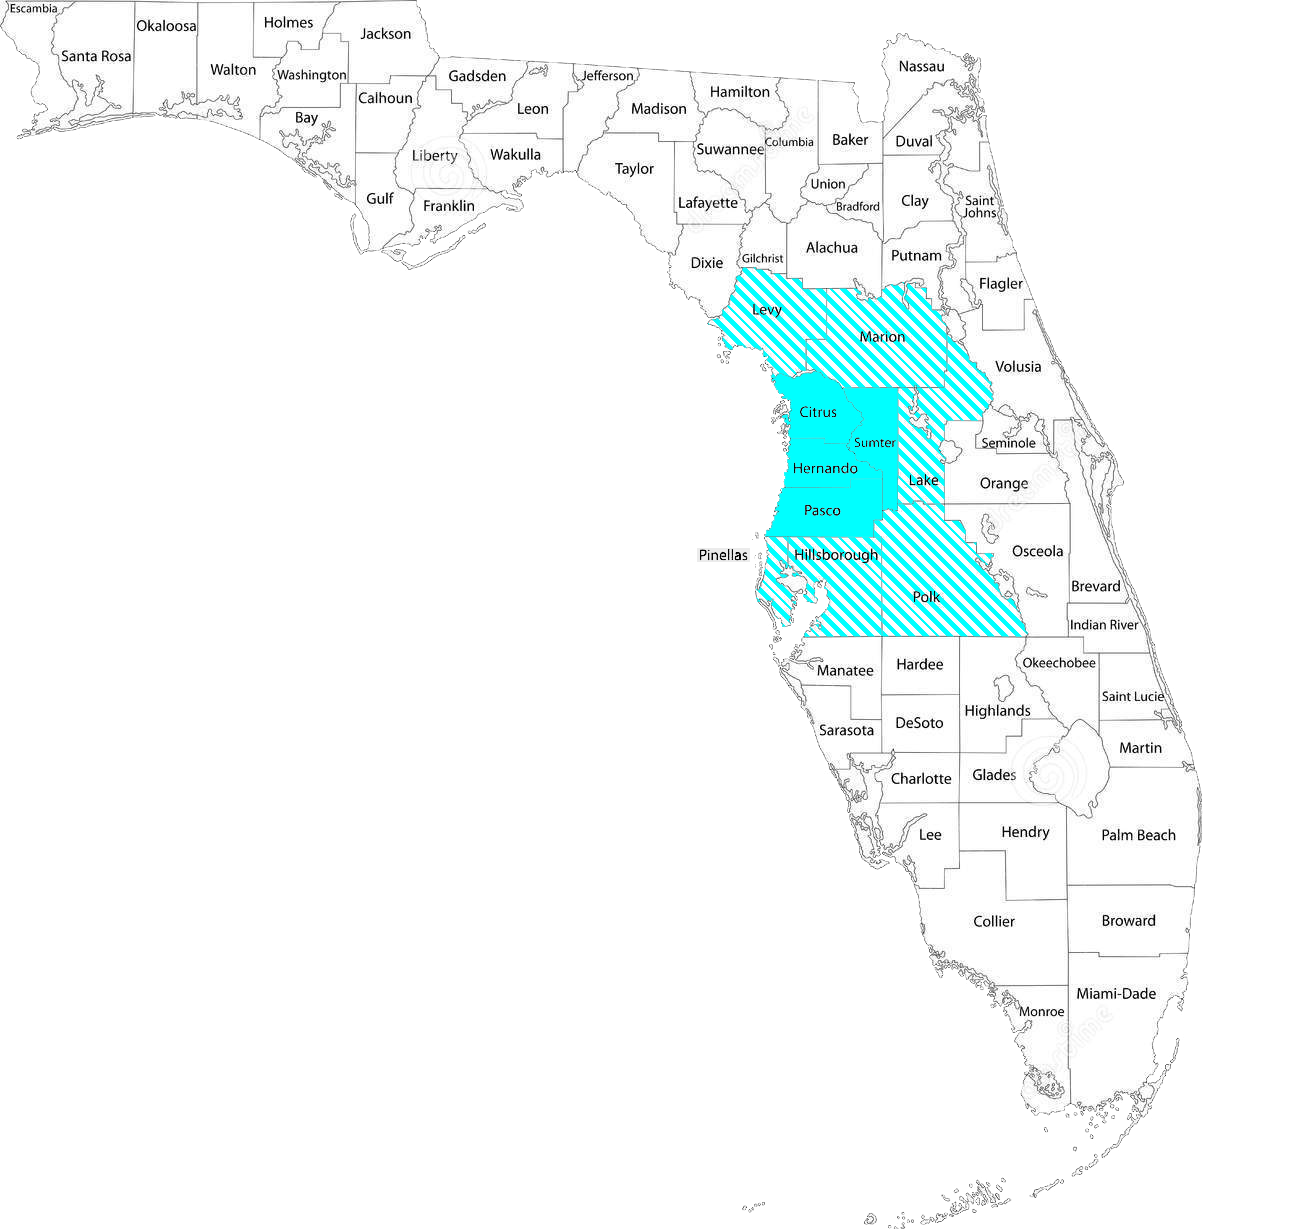 Escambia
Santa Rosa
Okaloosa
Walton
Holmes
Washington
Jackson
Bay
Calhoun
Gulf
Gadsden
Liberty
Franklin
Leon
Wakulla
Jefferson
Madison
Taylor
Hamilton
Suwannee
Lafayette
Columbia
Dixie
Gilchrist
Baker
Union
Bradford
Alachua
Nassau
Duval
Clay
Saint
Johns
Putnam
Flagler
Levy
Marion
Volusia
Citrus
Sumter
Hernando
Lake
Seminole
Orange
Pasco
Pinellas
Hillsborough
Polk
Osceola
Brevard
Indian River
Manatee
Hardee
Okeechobee
Highlands
Saint Lucie
Sarasota
DeSoto
Martin
Charlotte
Glades
Lee
Hendry
Palm Beach
Collier
Broward
Miami-Dade
Monroe